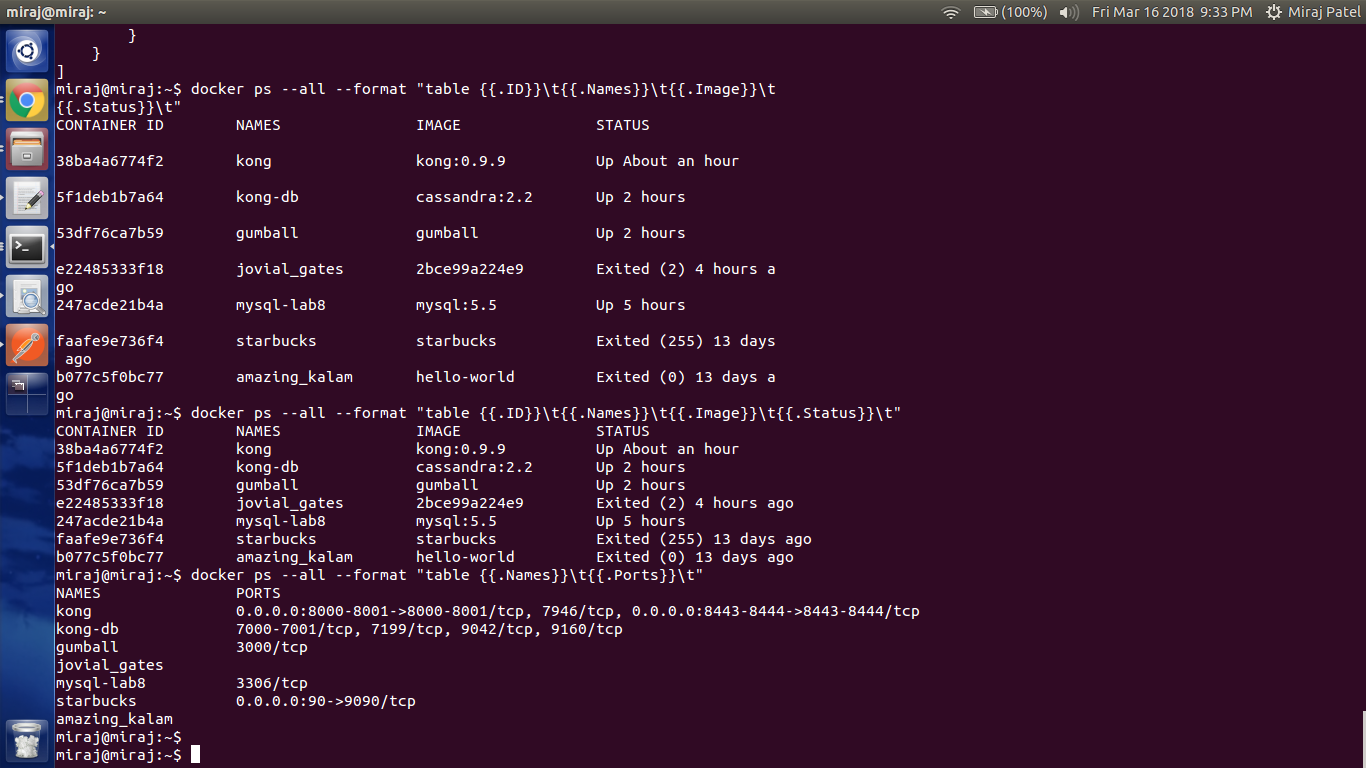 miraj@miraj: ~ (100%) Fri Mar 16 2018 9:33 PM Miraj Patel
        }
    }
]
miraj@miraj:~$ docker ps --all --format "table {{.ID}}\t{{.Names}}\t{{.Image}}\t
{{.Status}}\t"
CONTAINER ID        NAMES               IMAGE               STATUS
38ba4a6774f2        kong                kong:0.9.9          Up About an hour
5f1deb1b7a64        kong-db             cassandra:2.2       Up 2 hours
53df76ca7b59        gumball             gumball             Up 2 hours
e22485333f18        jovial_gates        2bce99a224e9        Exited (2) 4 hours a
go
247acde21b4a        mysql-lab8          mysql:5.5           Up 5 hours
faafe9e736f4        starbucks           starbucks           Exited (255) 13 days
 ago
b077c5f0bc77        amazing_kalam       hello-world         Exited (0) 13 days a
go
miraj@miraj:~$ docker ps --all --format "table {{.ID}}\t{{.Names}}\t{{.Image}}\t{{.Status}}\t"
CONTAINER ID        NAMES               IMAGE               STATUS
38ba4a6774f2        kong                kong:0.9.9          Up About an hour
5f1deb1b7a64        kong-db             cassandra:2.2       Up 2 hours
53df76ca7b59        gumball             gumball             Up 2 hours
e22485333f18        jovial_gates        2bce99a224e9        Exited (2) 4 hours ago
247acde21b4a        mysql-lab8          mysql:5.5           Up 5 hours
faafe9e736f4        starbucks           starbucks           Exited (255) 13 days ago
b077c5f0bc77        amazing_kalam       hello-world         Exited (0) 13 days ago
miraj@miraj:~$ docker ps --all --format "table {{.Names}}\t{{.Ports}}\t"
NAMES               PORTS
kong                0.0.0.0:8000-8001->8000-8001/tcp, 7946/tcp, 0.0.0.0:8443-8444->8443-8444/tcp
kong-db             7000-7001/tcp, 7199/tcp, 9042/tcp, 9160/tcp
gumball             3000/tcp
jovial_gates
mysql-lab8          3306/tcp
starbucks           0.0.0.0:90->9090/tcp
amazing_kalam
miraj@miraj:~$
miraj@miraj:~$